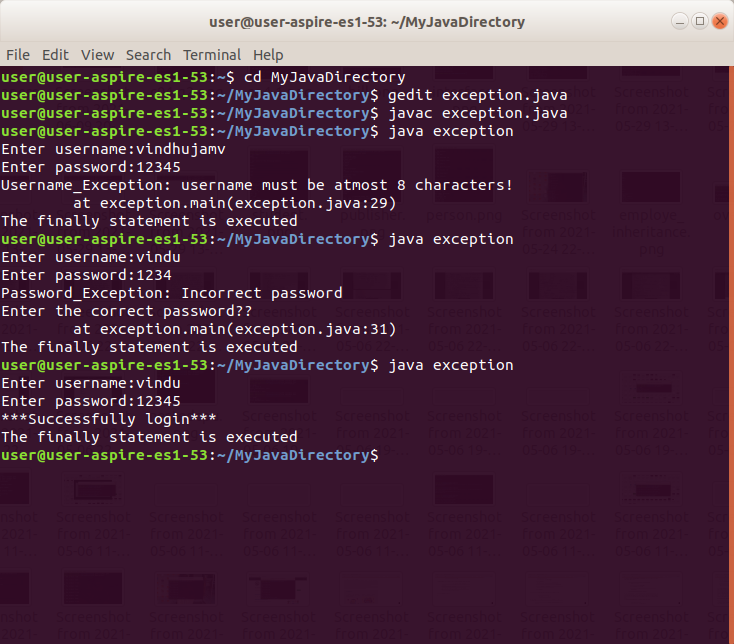 user@user-aspire-es1-53: ~/MyJavaDirectory
File Edit View Search Terminal Help
user@user-aspire-es1-53:~$ cd MyJavaDirectory
user@user-aspire-es1-53:~/MyJavaDirectory$ gedit exception.java
user@user-aspire-es1-53:~/MyJavaDirectory$ javac exception.java
user@user-aspire-es1-53:~/MyJavaDirectory$ java exception
Enter username:vindhujamv
Enter password:12345
Username_Exception: username must be atmost 8 characters!
        at exception.main(exception.java:29)
The finally statement is executed
user@user-aspire-es1-53:~/MyJavaDirectory$ java exception
Enter username:vindu
Enter password:1234
Password_Exception: Incorrect password
Enter the correct password??
        at exception.main(exception.java:31)
The finally statement is executed
user@user-aspire-es1-53:~/MyJavaDirectory$ java exception
Enter username:vindu
Enter password:12345
***Successfully login***
The finally statement is executed
user@user-aspire-es1-53:~/MyJavaDirectory$